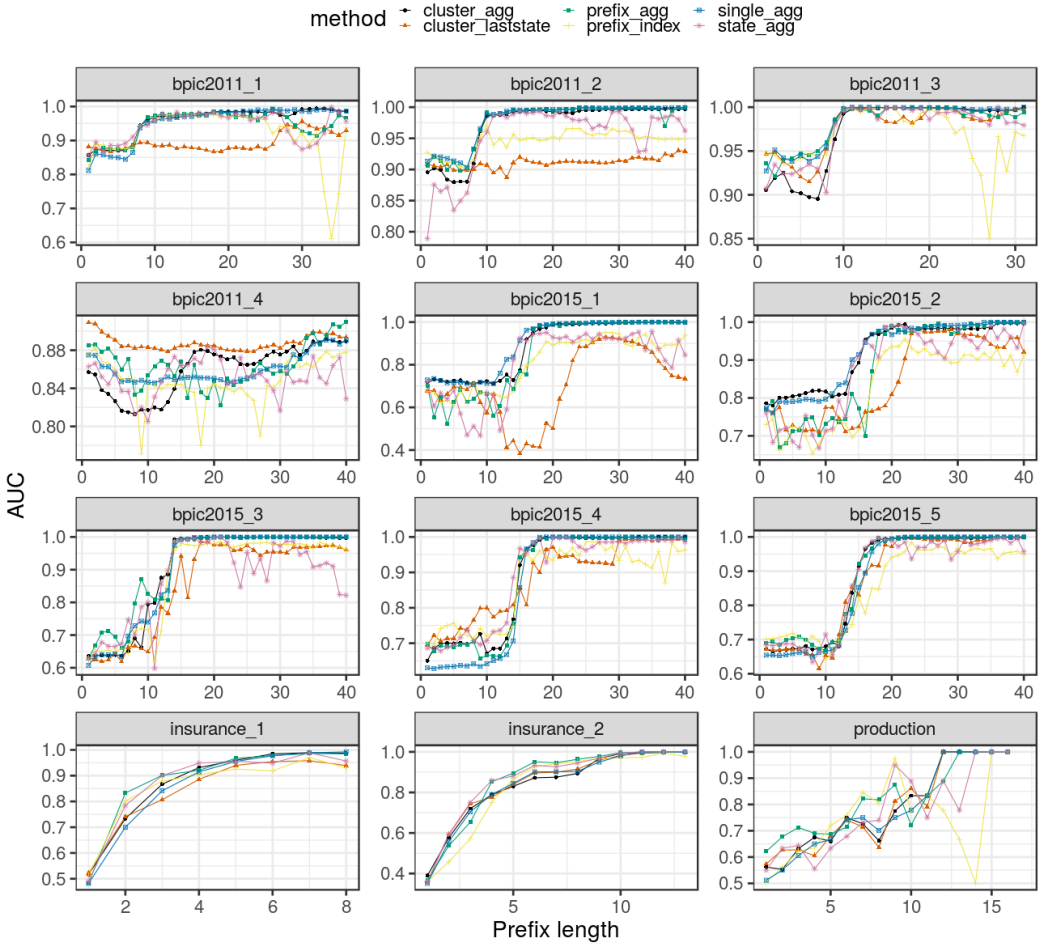 method cluster_agg prefix_agg single_agg
cluster_laststate prefix_index state_agg
bpic2011_1 bpic2011_2 bpic2011_3
1.0 0.9 0.8 0.7 0.6
0 10 20 30
1.00 0.95 0.90 0.85 0.80
0 10 20 30 40
1.00 0.95 0.90 0.85
0 10 20 30
bpic2011_4 bpic2015_1 bpic2015_2
0.88 0.84 0.80
0 10 20 30 40
1.0 0.8 0.6 0.4
0 10 20 30 40
1.0 0.9 0.8 0.7
0 10 20 30 40
AUC
bpic2015_3 bpic2015_4 bpic2015_5
1.0 0.9 0.8 0.7 0.6
0 10 20 30 40
1.0 0.9 0.8 0.7
0 10 20 30 40
1.0 0.9 0.8 0.7 0.6
0 10 20 30 40
insurance_1 insurance_2 production
1.0 0.9 0.8 0.7 0.6 0.5
2 4 6 8
1.0 0.8 0.6 0.4
5 10
1.0 0.9 0.8 0.7 0.6 0.5
5 10 15
Prefix length